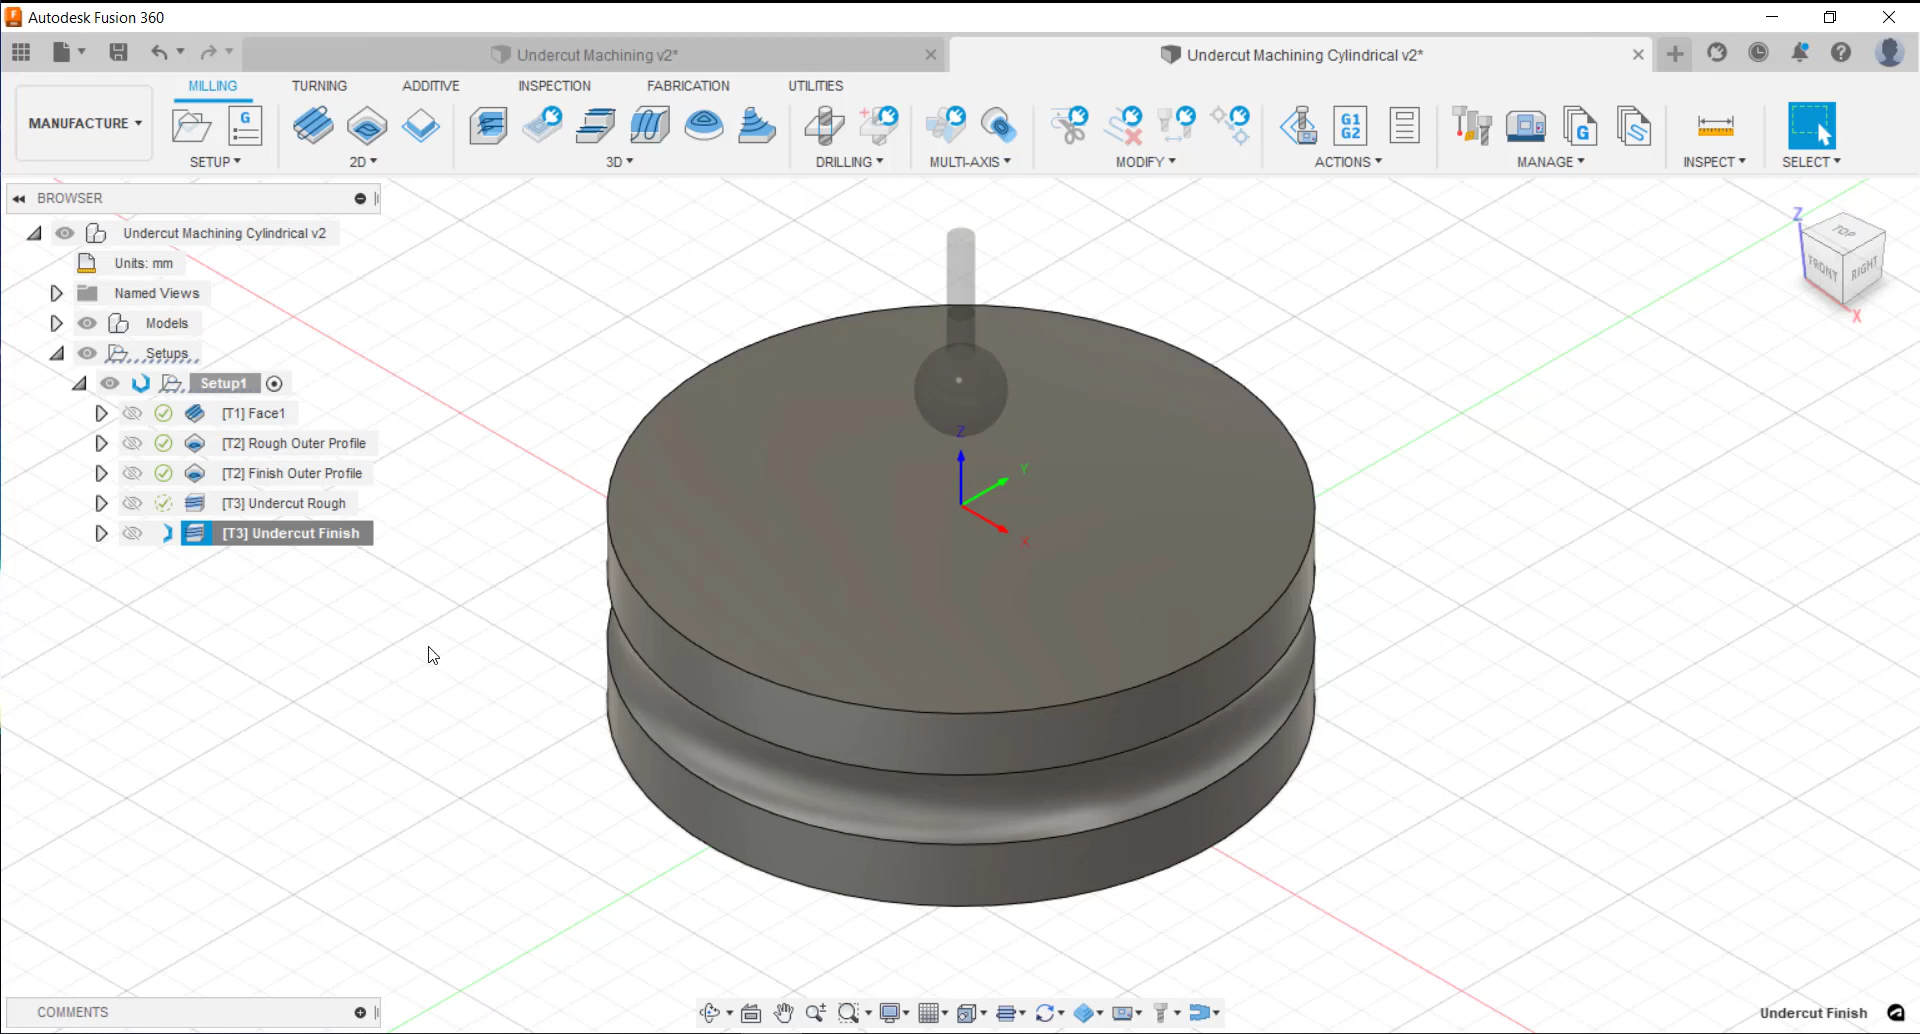 Autodesk Fusion 360
Undercut Machining v2*
Undercut Machining Cylindrical v2*
MILLING TURNING ADDITIVE INSPECTION FABRICATION UTILITIES
MANUFACTURE
G
G1
G2
G
SETUP 2D 3D DRILLING MULTI-AXIS MODIFY ACTIONS MANAGE INSPECT SELECT
BROWSER
Undercut Machining Cylindrical v2
Units: mm
Named Views
Models
Setups
Setup1
[T1] Face1
[T2] Rough Outer Profile
[T2] Finish Outer Profile
[T3] Undercut Rough
[T3] Undercut Finish
Z
TOP
FRONT RIGHT
X
Z
Y
X
COMMENTS
Undercut Finish